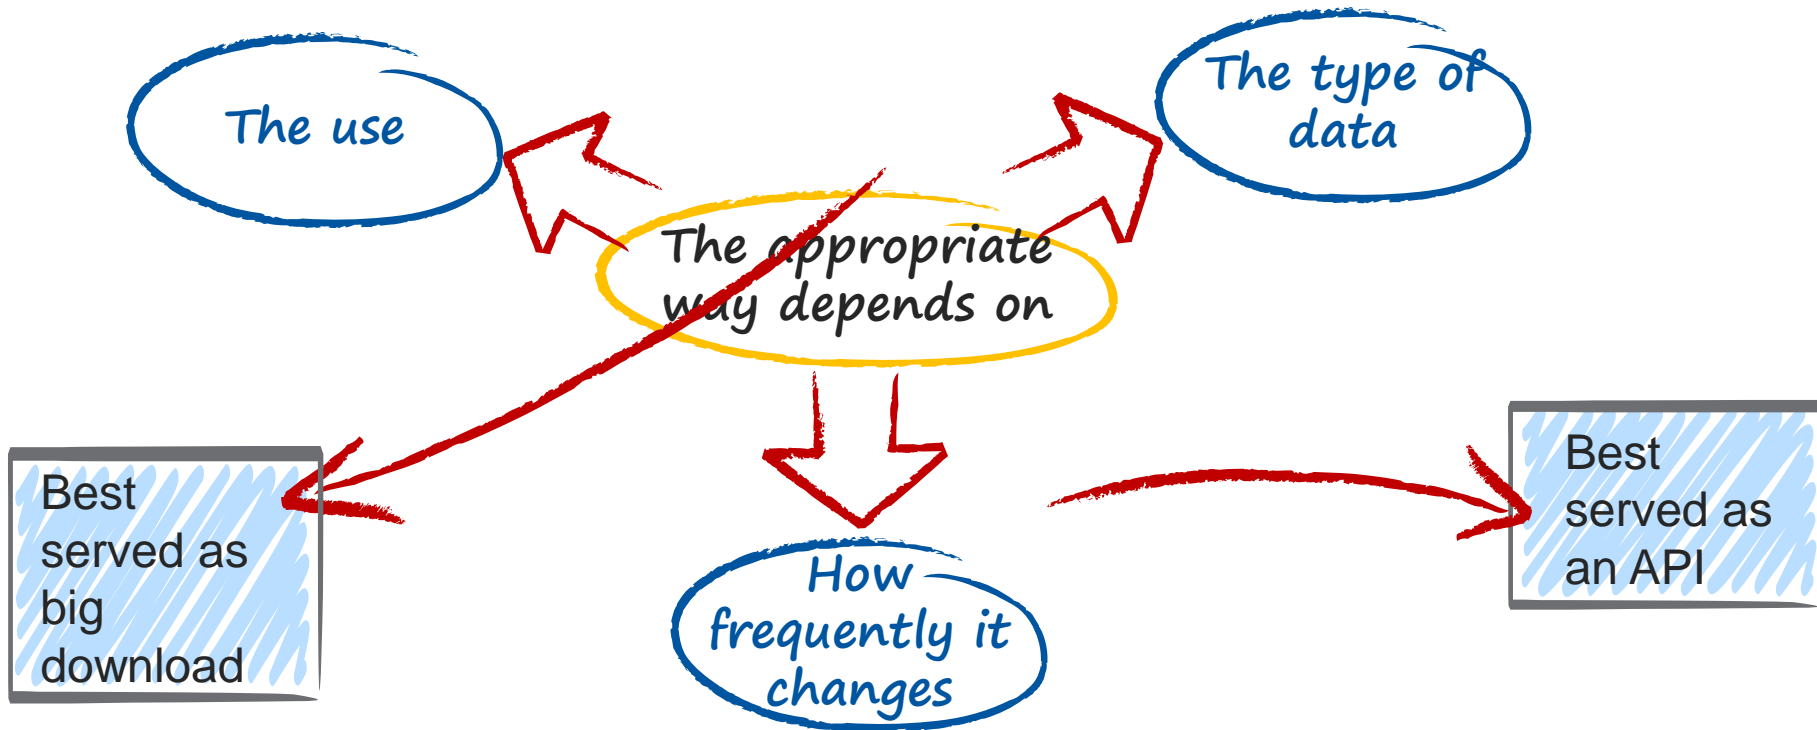 The use
The type of
data
The appropriate
way depends on
Best
served as
big
download
Best
served as
an API
How
frequently it
changes